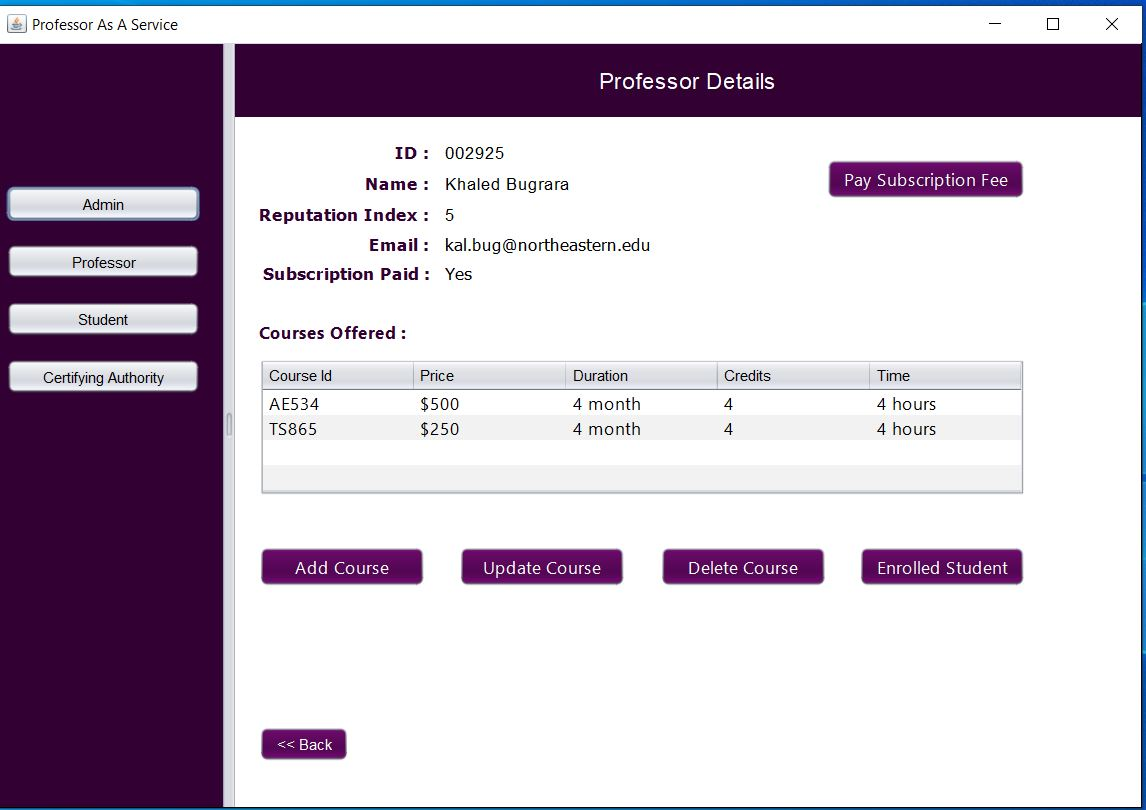 Professor As A Service
Professor Details
Admin
Professor
Student
Certifying Authority
ID : 002925
Name : Khaled Bugrara
Reputation Index : 5
Email : kal.bug@northeastern.edu
Subscription Paid : Yes
Pay Subscription Fee
Courses Offered :
Course Id Price Duration Credits Time
AE534 $500 4 month 4 4 hours
TS865 $250 4 month 4 4 hours
Add Course Update Course Delete Course Enrolled Student
<< Back